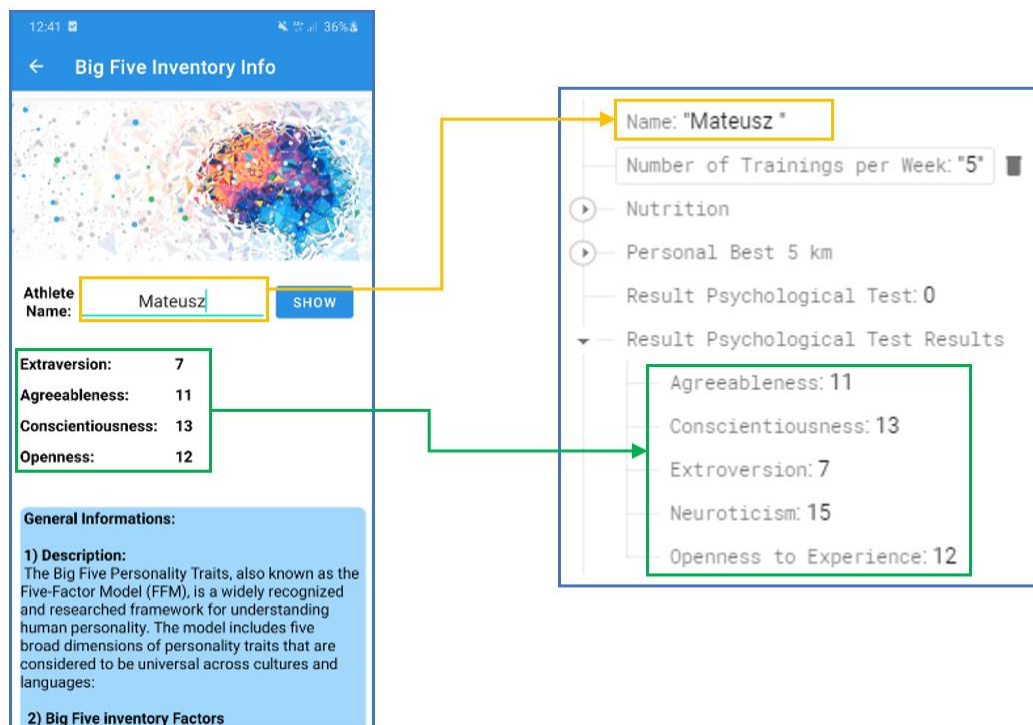 12:41 36%
Big Five Inventory Info
Athlete
Name:
Mateusz
SHOW
Extraversion: 7
Agreeableness: 11
Conscientiousness: 13
Openness: 12
General Informations:
1) Description:
The Big Five Personality Traits, also known as the
Five-Factor Model (FFM), is a widely recognized
and researched framework for understanding
human personality. The model includes five
broad dimensions of personality traits that are
considered to be universal across cultures and
languages:
2) Big Five inventory Factors
Name: "Mateusz "
Number of Trainings per Week: "5"
Nutrition
Personal Best 5 km
Result Psychological Test: 0
Result Psychological Test Results
Agreeableness: 11
Conscientiousness: 13
Extroversion: 7
Neuroticism: 15
Openness to Experience: 12